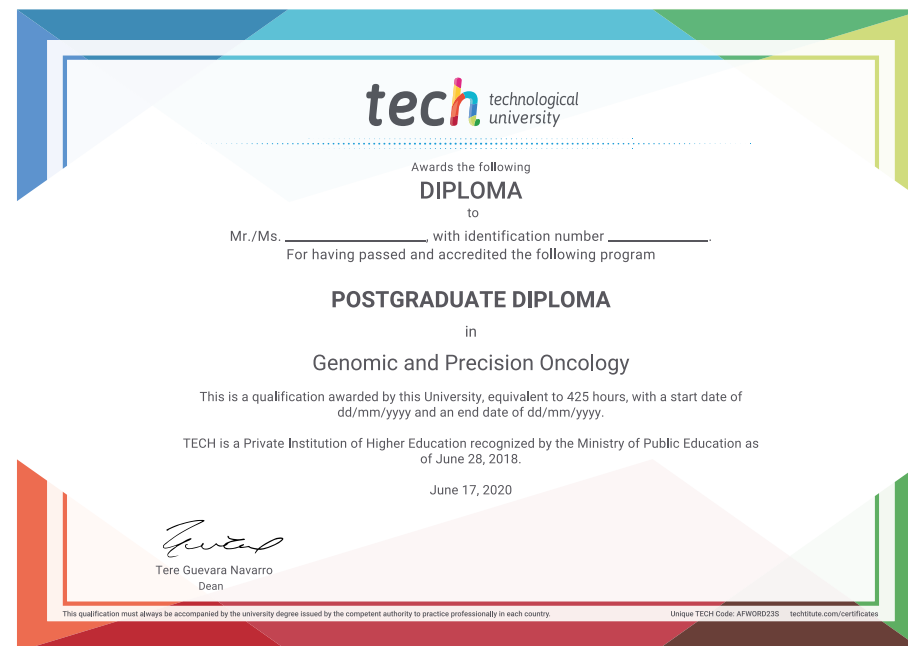 tech technological
university
Awards the following
DIPLOMA
to
Mr./Ms. ____________________, with identification number ______________.
For having passed and accredited the following program
POSTGRADUATE DIPLOMA
in
Genomic and Precision Oncology
This is a qualification awarded by this University, equivalent to 425 hours, with a start date of
dd/mm/yyyy and an end date of dd/mm/yyyy.
TECH is a Private Institution of Higher Education recognized by the Ministry of Public Education as
of June 28, 2018.
June 17, 2020
Tere Guevara Navarro
Dean
This qualification must always be accompanied by the university degree issued by the competent authority to practice professionally in each country. Unique TECH Code: AFWORD23S techtitute.com/certificates